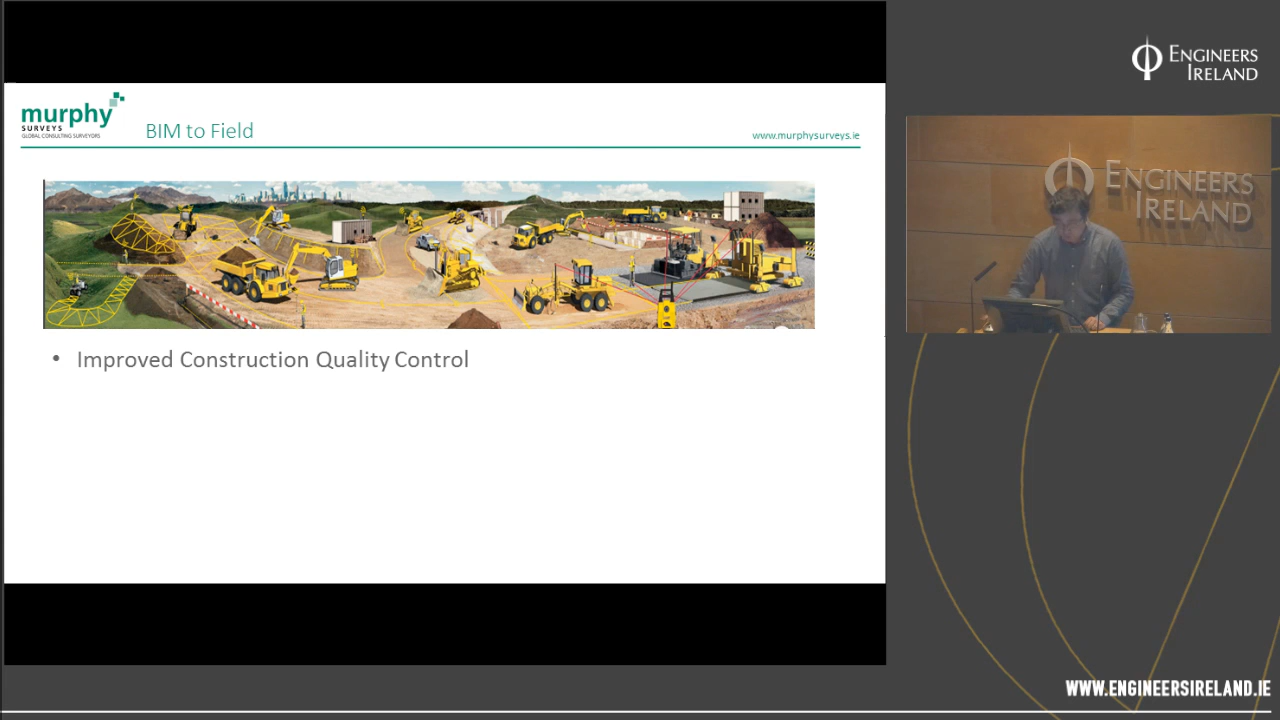 murphy
SURVEYS
GLOBAL CONSULTING SURVEYORS
BIM to Field
www.murphysurveys.ie
• Improved Construction Quality Control
ENGINEERS
IRELAND
ENGINEERS
IRELAND
WWW.ENGINEERSIRELAND.IE